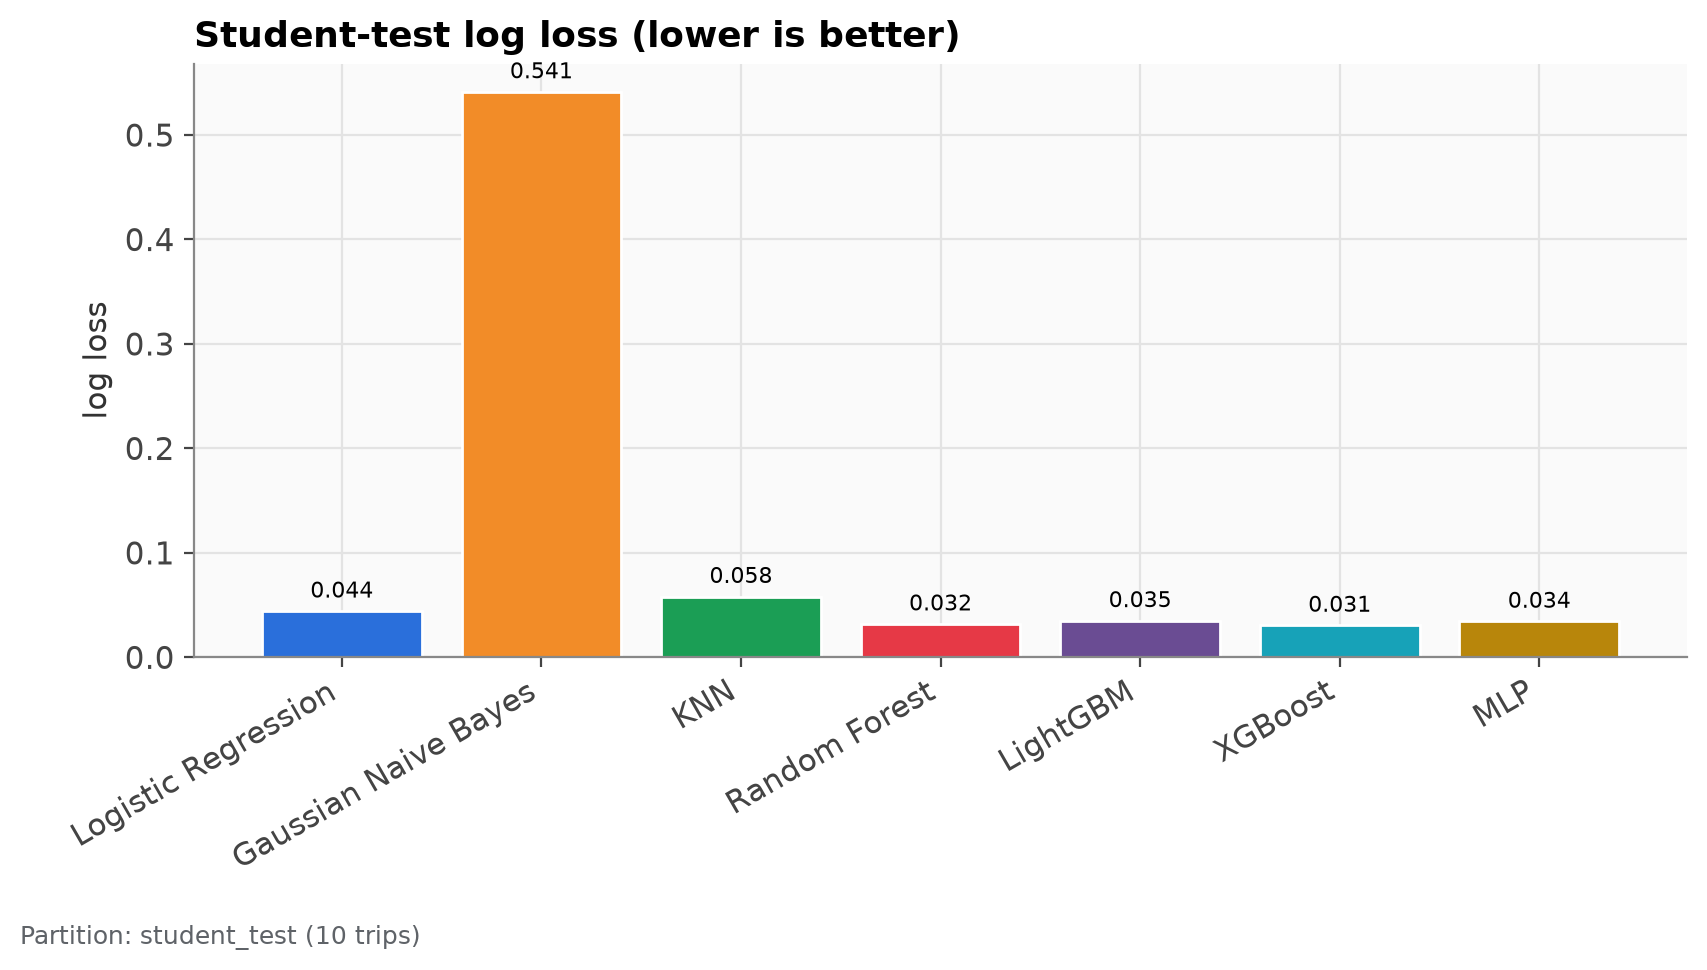 Student-test log loss (lower is better)
0.541
0.5
0.4
0.3
0.2
0.1
0.0
log loss
0.044
0.058
0.032
0.035
0.031
0.034
Logistic Regression
Gaussian Naive Bayes
KNN
Random Forest
LightGBM
XGBoost
MLP
Partition: student_test (10 trips)